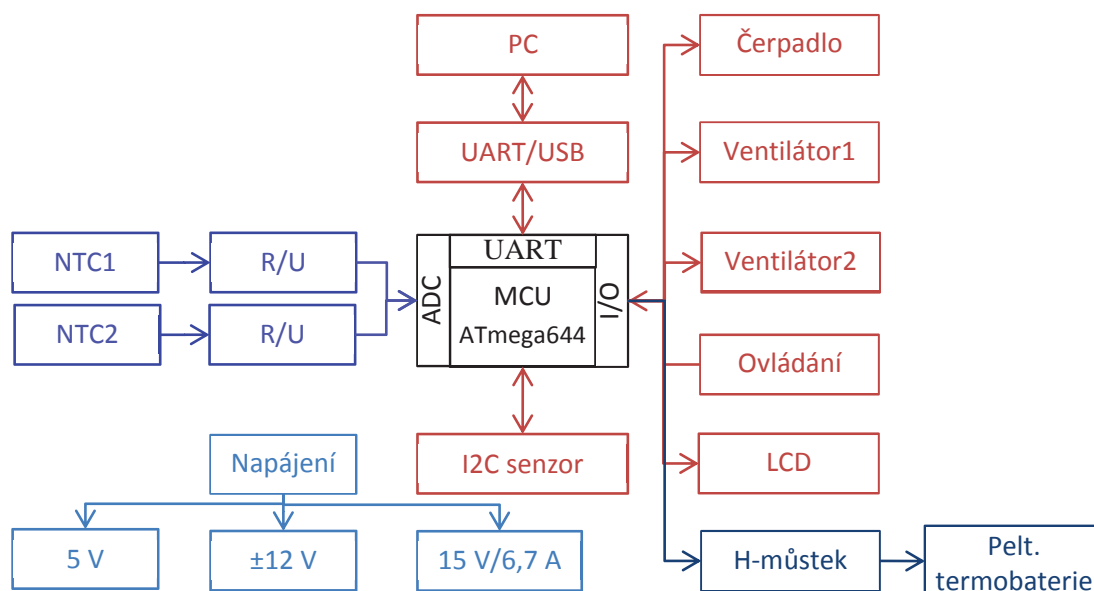 PC
Čerpadlo
UART/USB
Ventilátor1
NTC1
R/U
NTC2
R/U
ADC
UART
MCU
ATmega644
I/O
Ventilátor2
Ovládání
I2C senzor
LCD
Napájení
5 V
±12 V
15 V/6,7 A
H-můstek
Pelt.
termobaterie